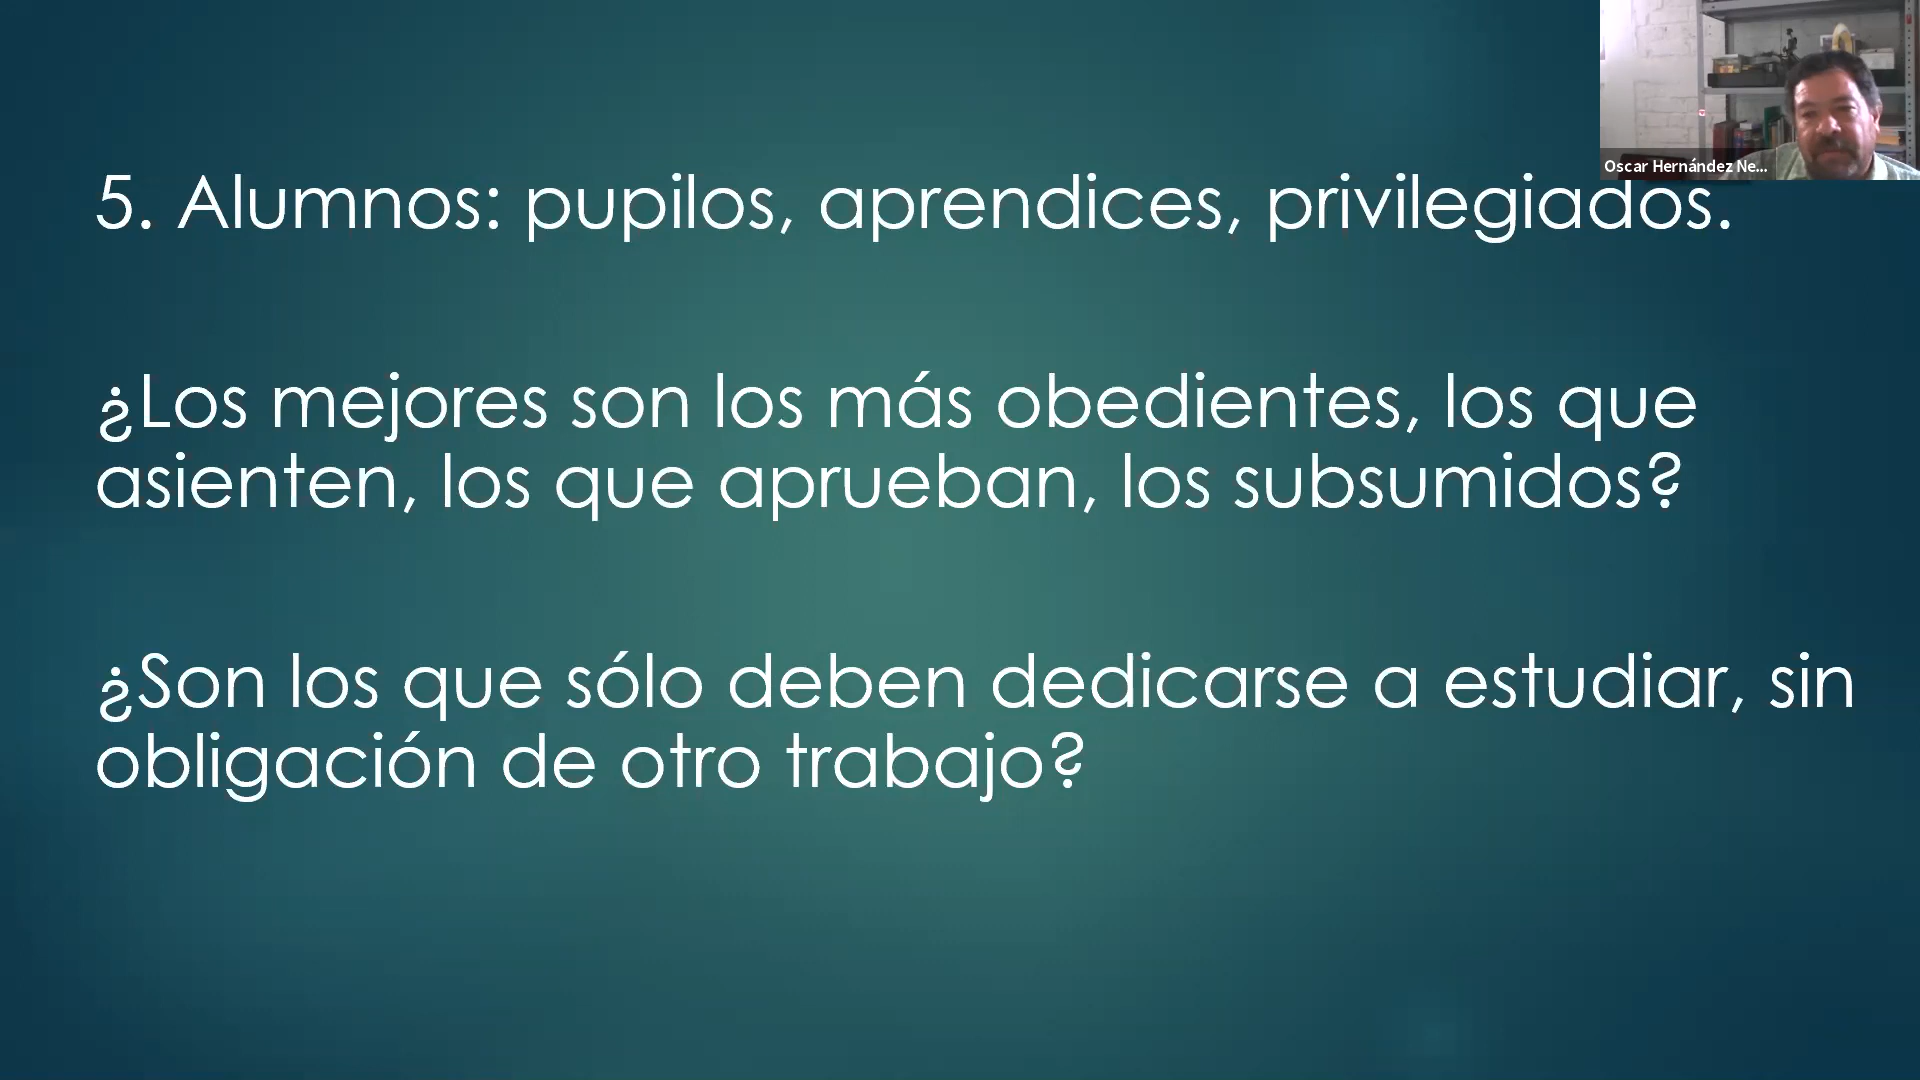 Oscar Hernández Ne...
5. Alumnos: pupilos, aprendices, privilegiados.
¿Los mejores son los más obedientes, los que
asienten, los que aprueban, los subsumidos?
¿Son los que sólo deben dedicarse a estudiar, sin
obligación de otro trabajo?